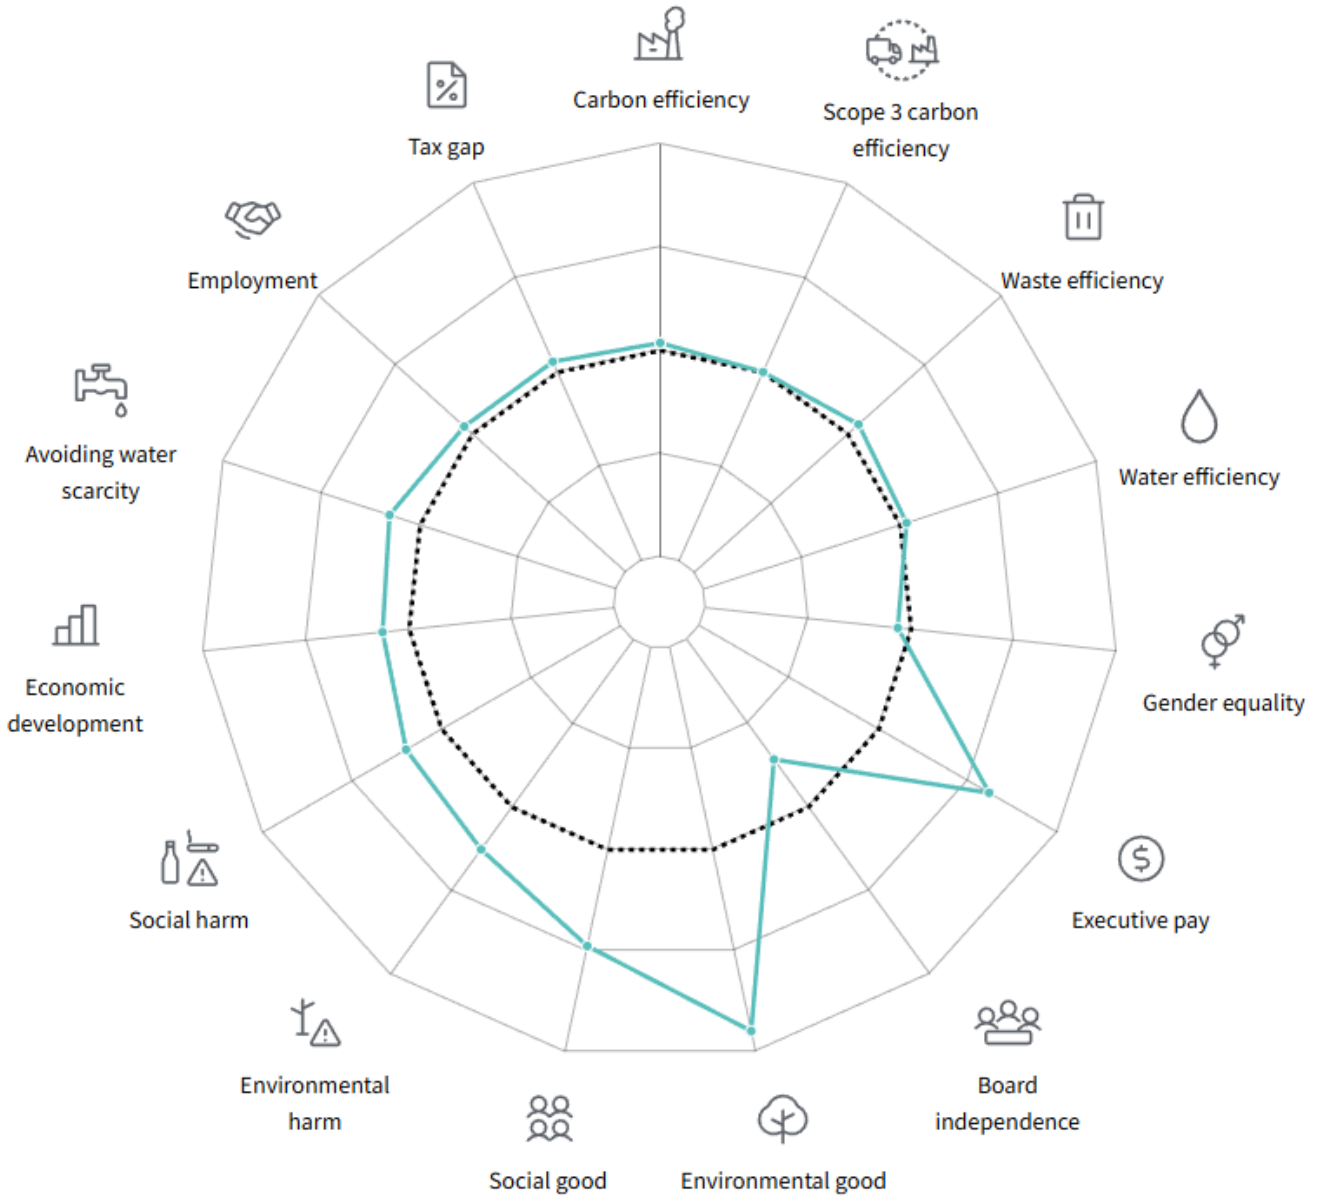 Carbon efficiency
Scope 3 carbon
efficiency
Waste efficiency
Water efficiency
Gender equality
Executive pay
Board
independence
Environmental good
Social good
Environmental
harm
Social harm
Economic
development
Avoiding water
scarcity
Employment
Tax gap